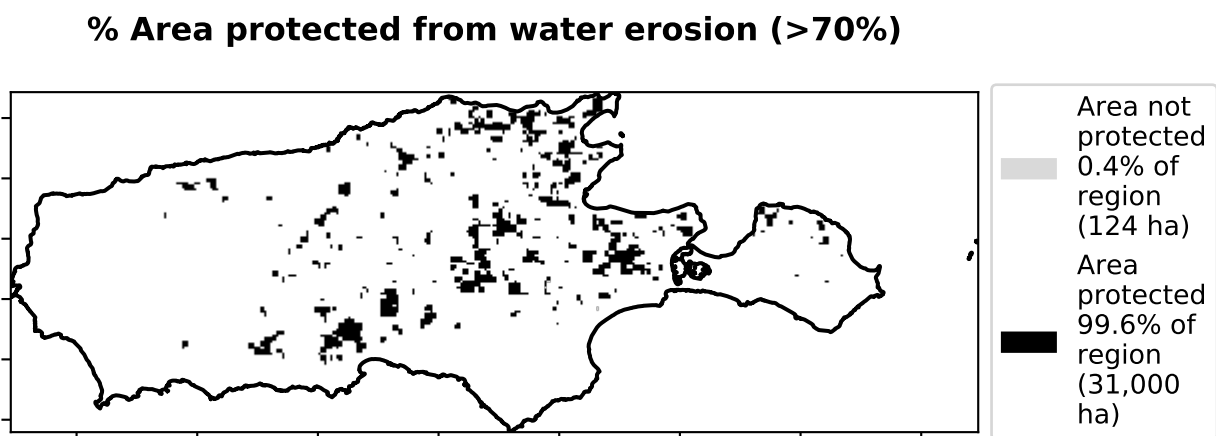 % Area protected from water erosion (>70%)
Area not
protected
0.4% of
region
(124 ha)
Area
protected
99.6% of
region
(31,000
ha)